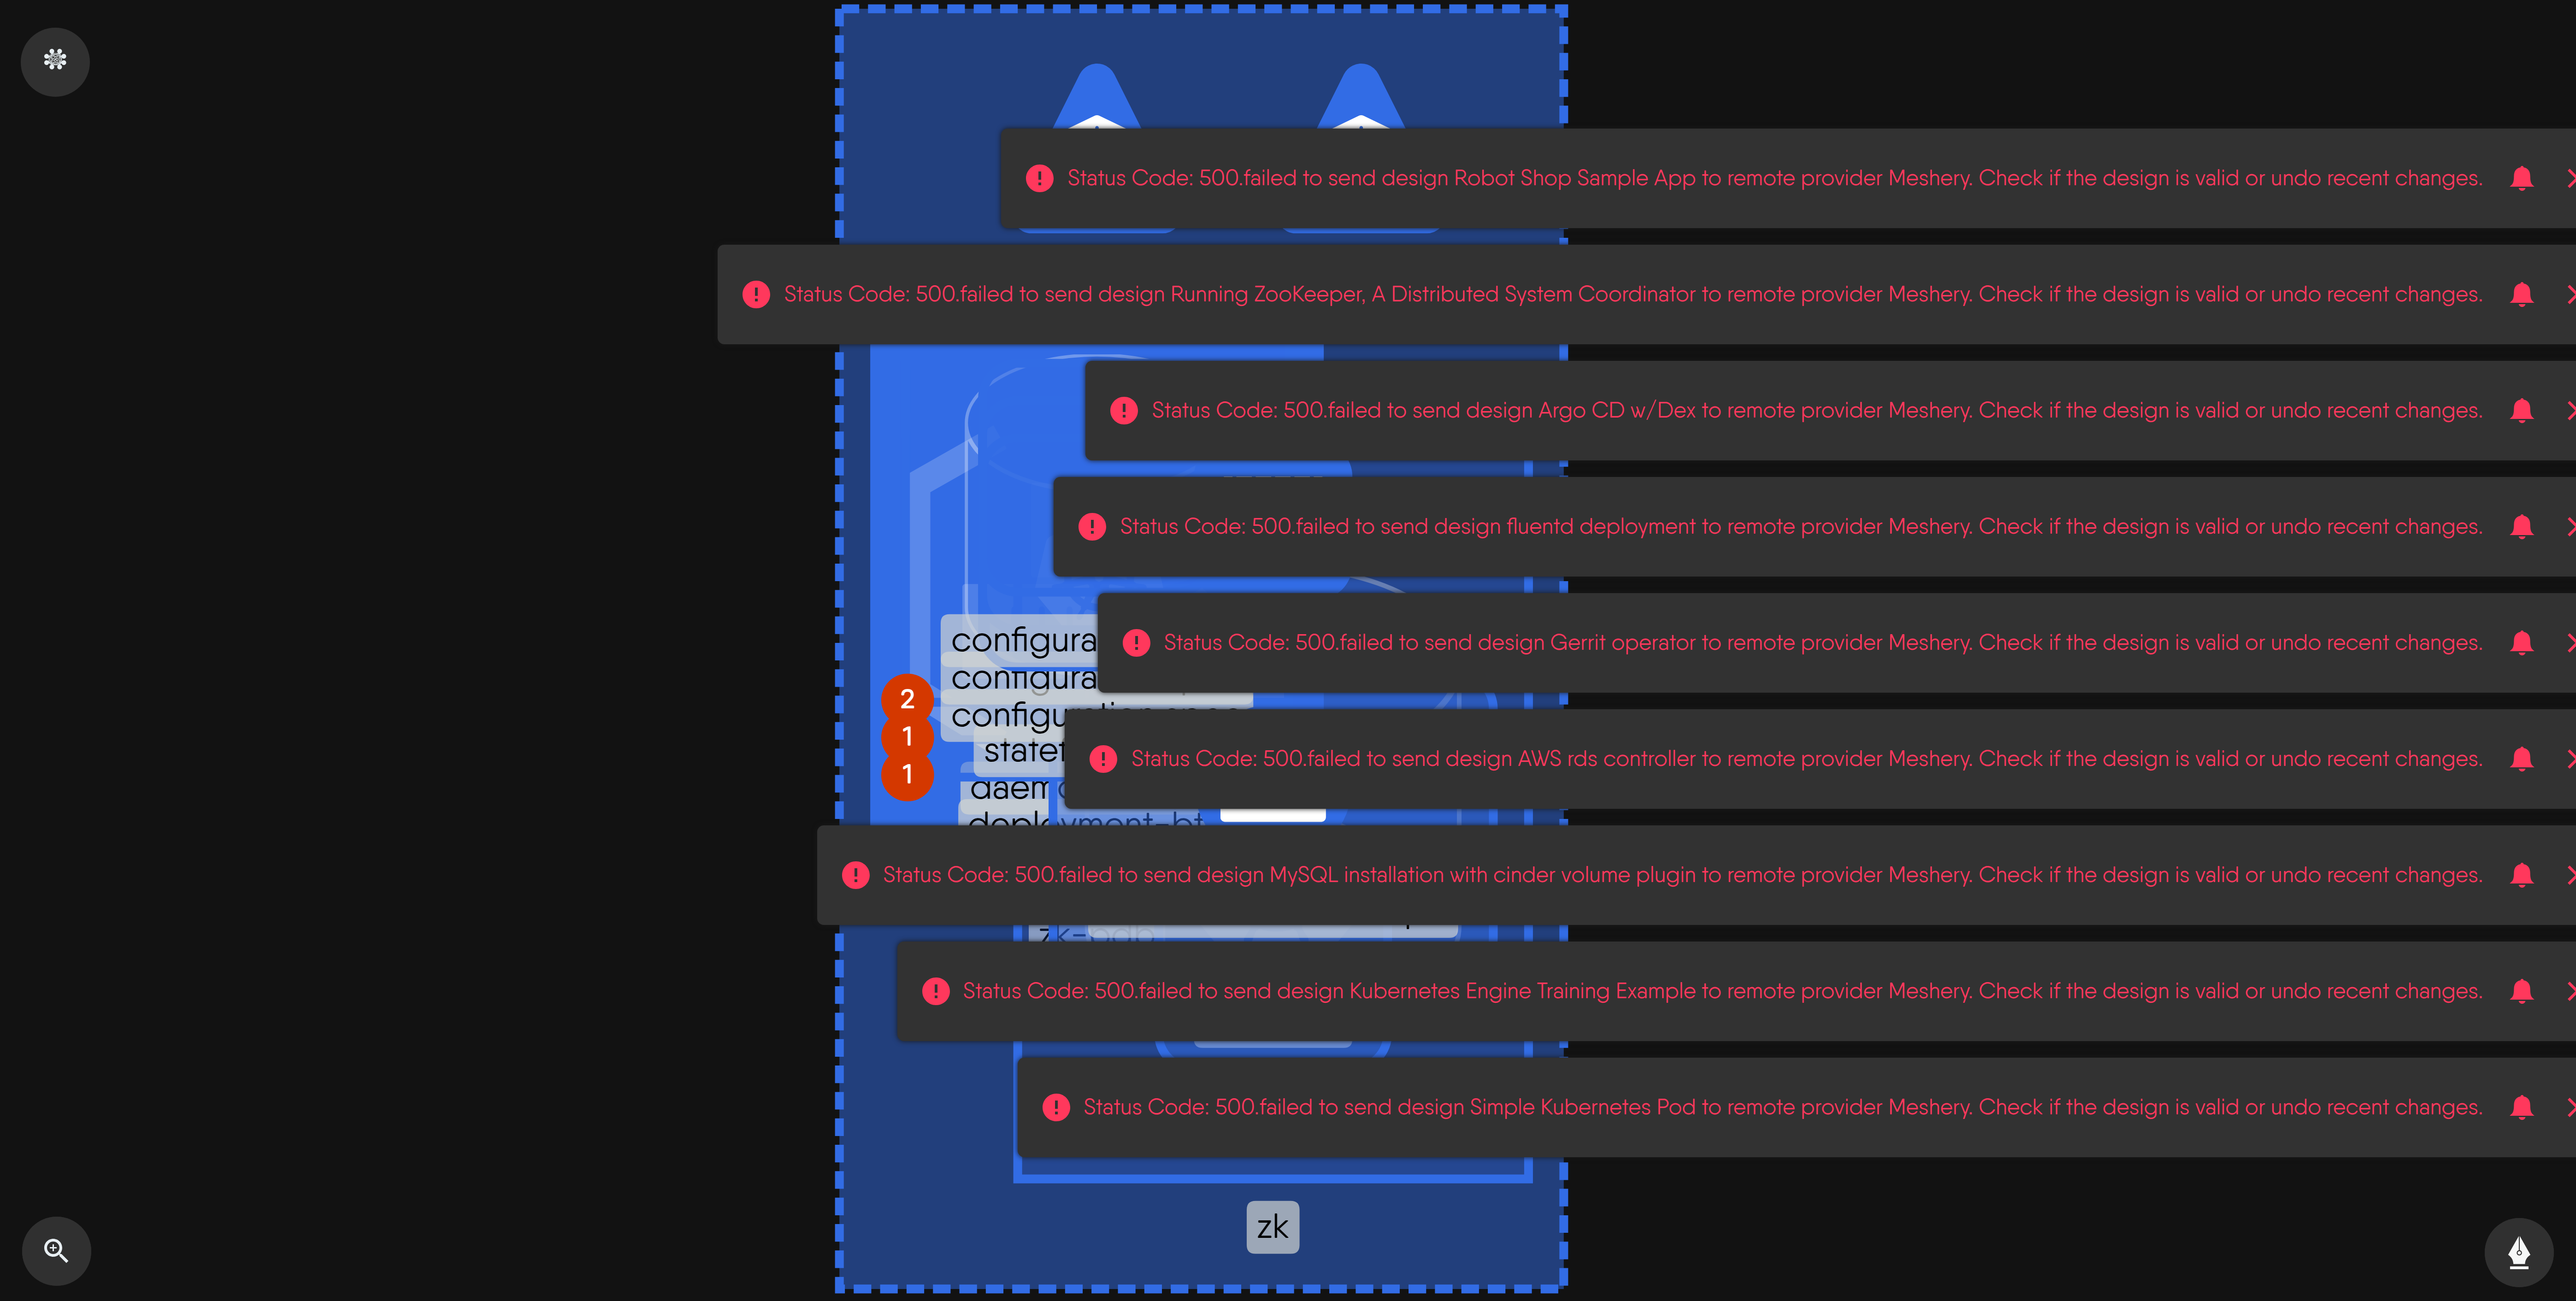 Status Code: 500.failed to send design Robot Shop Sample App to remote provider Meshery. Check if the design is valid or undo recent changes.
Status Code: 500.failed to send design Running ZooKeeper, A Distributed System Coordinator to remote provider Meshery. Check if the design is valid or undo recent changes.
Status Code: 500.failed to send design Argo CD w/Dex to remote provider Meshery. Check if the design is valid or undo recent changes.
Status Code: 500.failed to send design fluentd deployment to remote provider Meshery. Check if the design is valid or undo recent changes.
configura
Status Code: 500.failed to send design Gerrit operator to remote provider Meshery. Check if the design is valid or undo recent changes.
configura
2
1
statef
Status Code: 500.failed to send design AWS rds controller to remote provider Meshery. Check if the design is valid or undo recent changes.
1
daem
deployment-bt
Status Code: 500.failed to send design MySQL installation with cinder volume plugin to remote provider Meshery. Check if the design is valid or undo recent changes.
zk-pdb
Status Code: 500.failed to send design Kubernetes Engine Training Example to remote provider Meshery. Check if the design is valid or undo recent changes.
Status Code: 500.failed to send design Simple Kubernetes Pod to remote provider Meshery. Check if the design is valid or undo recent changes.
zk